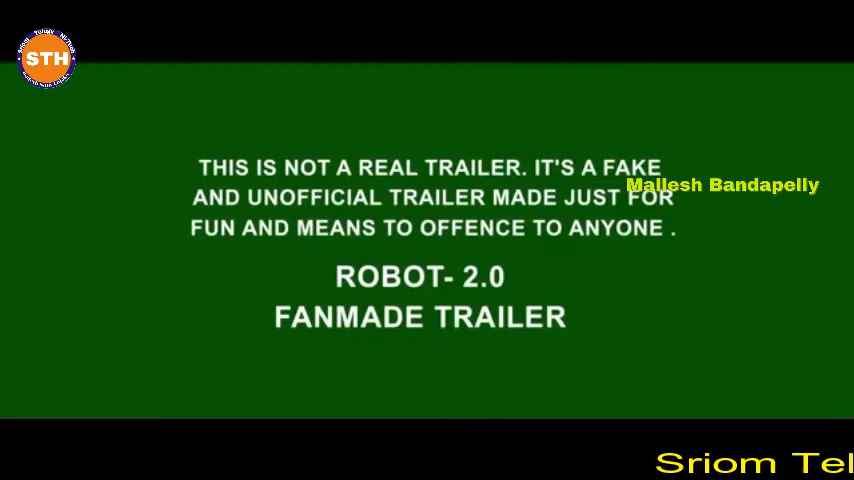 STH
THIS IS NOT A REAL TRAILER. IT'S A FAKE
AND UNOFFICIAL TRAILER MADE JUST FOR
FUN AND MEANS TO OFFENCE TO ANYONE .
Mallesh Bandapelly
ROBOT- 2.0
FANMADE TRAILER
Sriom Tel